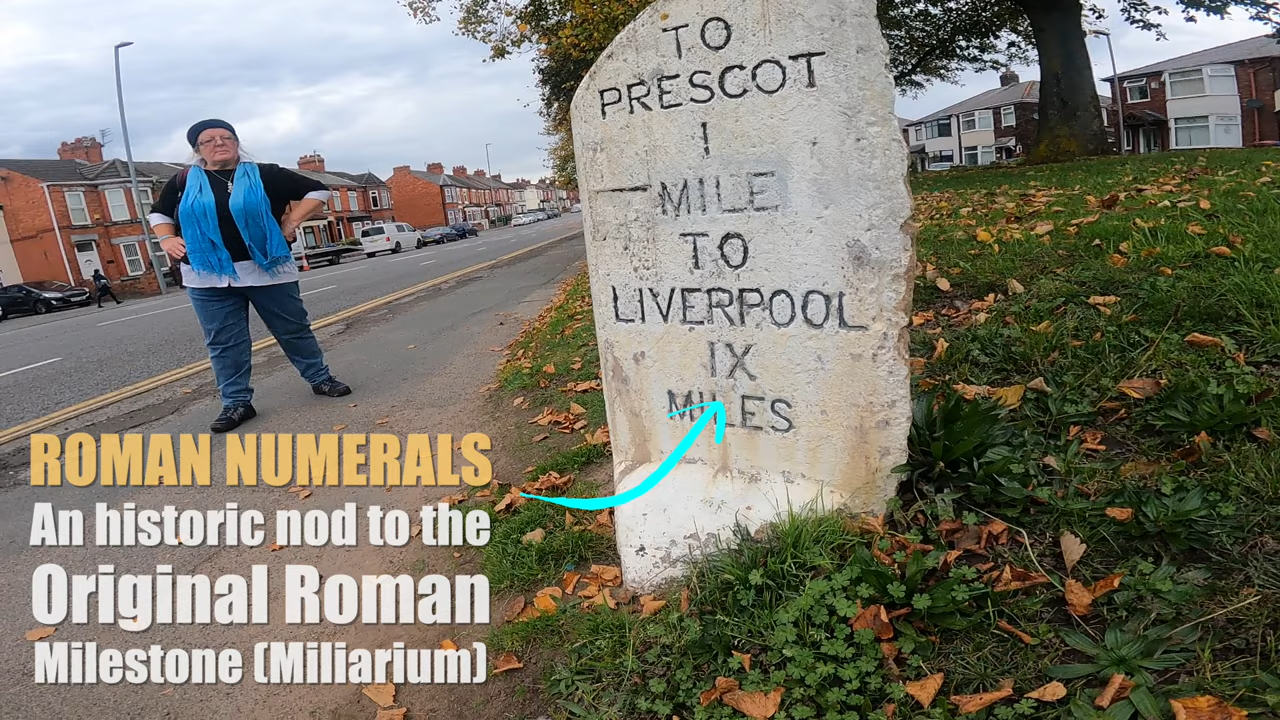 TO
PRESCOT
I
MILE
TO
LIVERPOOL
IX
MILES
ROMAN NUMERALS
An historic nod to the
Original Roman
Milestone (Miliarium)